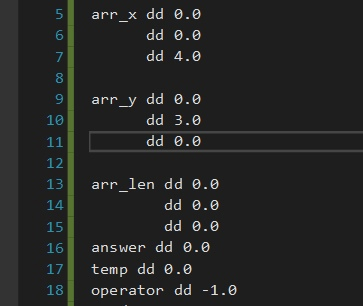 5 arr_x dd 0.0
6 dd 0.0
7 dd 4.0
8
9 arr_y dd 0.0
10 dd 3.0
11 dd 0.0
12
13 arr_len dd 0.0
14 dd 0.0
15 dd 0.0
16 answer dd 0.0
17 temp dd 0.0
18 operator dd -1.0